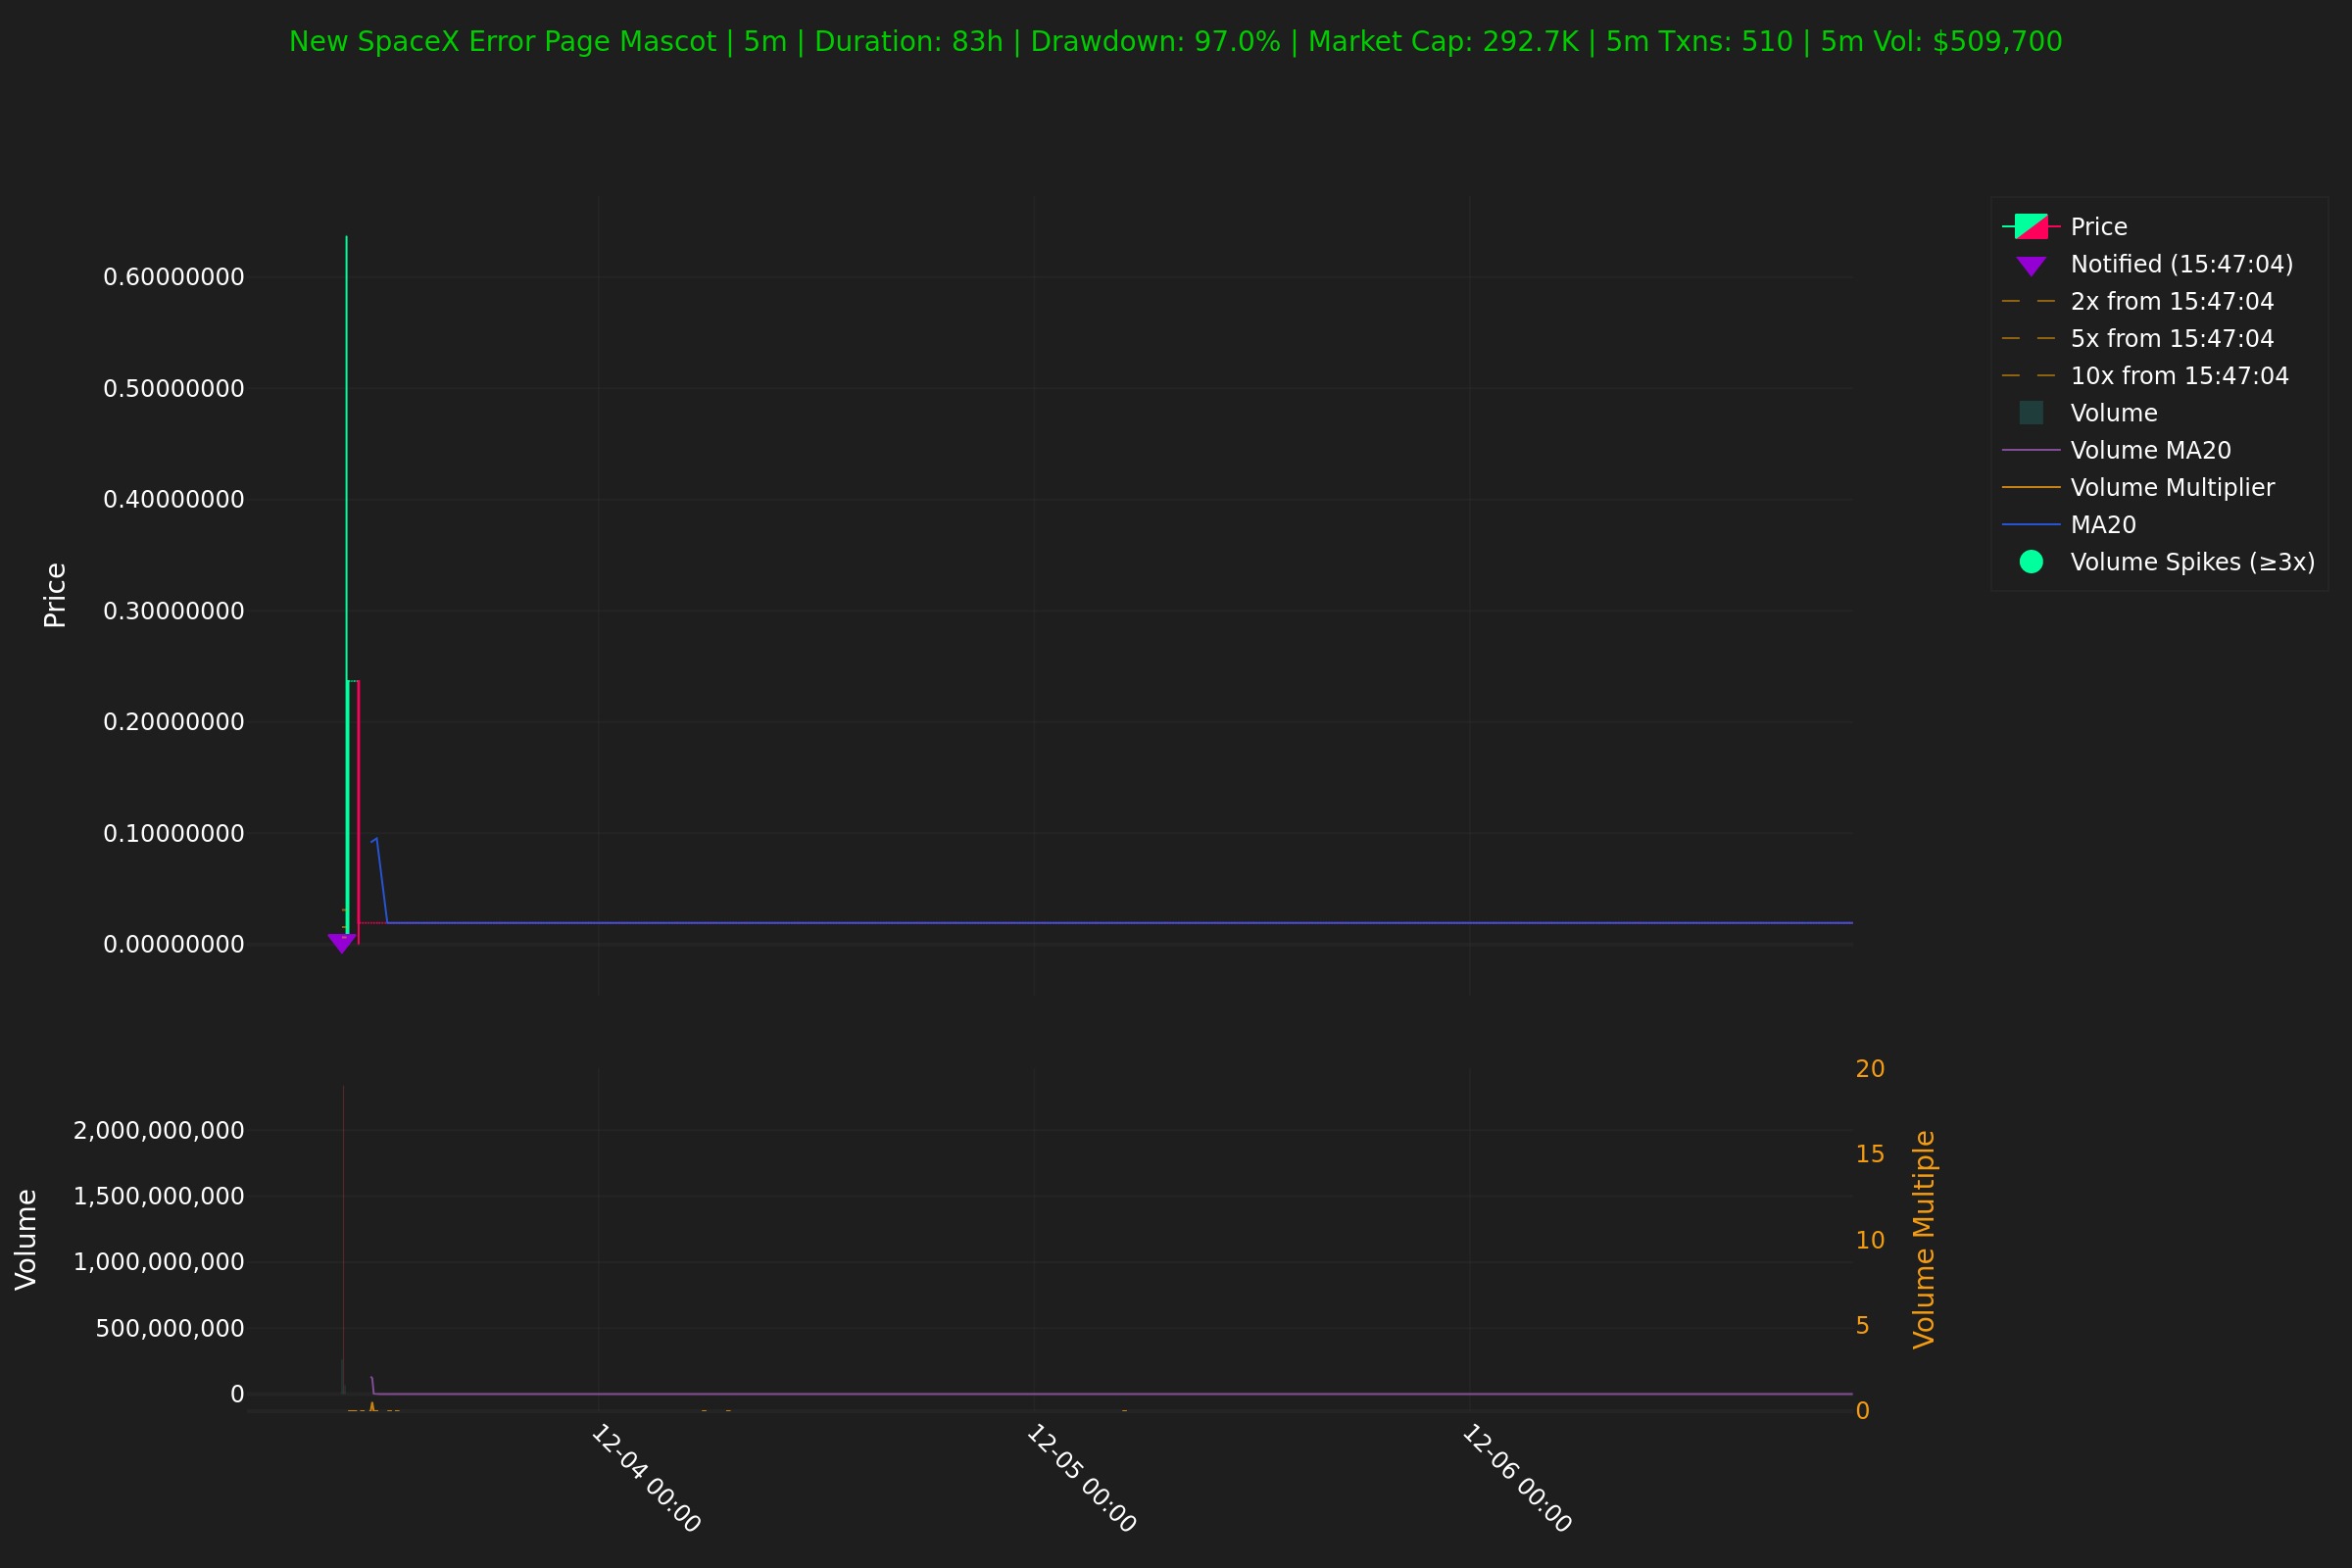 New SpaceX Error Page Mascot | 5m | Duration: 83h | Drawdown: 97.0% | Market Cap: 292.7K | 5m Txns: 510 | 5m Vol: $509,700
Price
0.60000000
0.50000000
0.40000000
0.30000000
0.20000000
0.10000000
0.00000000
Price
Notified (15:47:04)
2x from 15:47:04
5x from 15:47:04
10x from 15:47:04
Volume
Volume MA20
Volume Multiplier
MA20
Volume Spikes (≥3x)
Volume
2,000,000,000
1,500,000,000
1,000,000,000
500,000,000
0
20
15
10
5
0
Volume Multiple
12-04 00:00
12-05 00:00
12-06 00:00